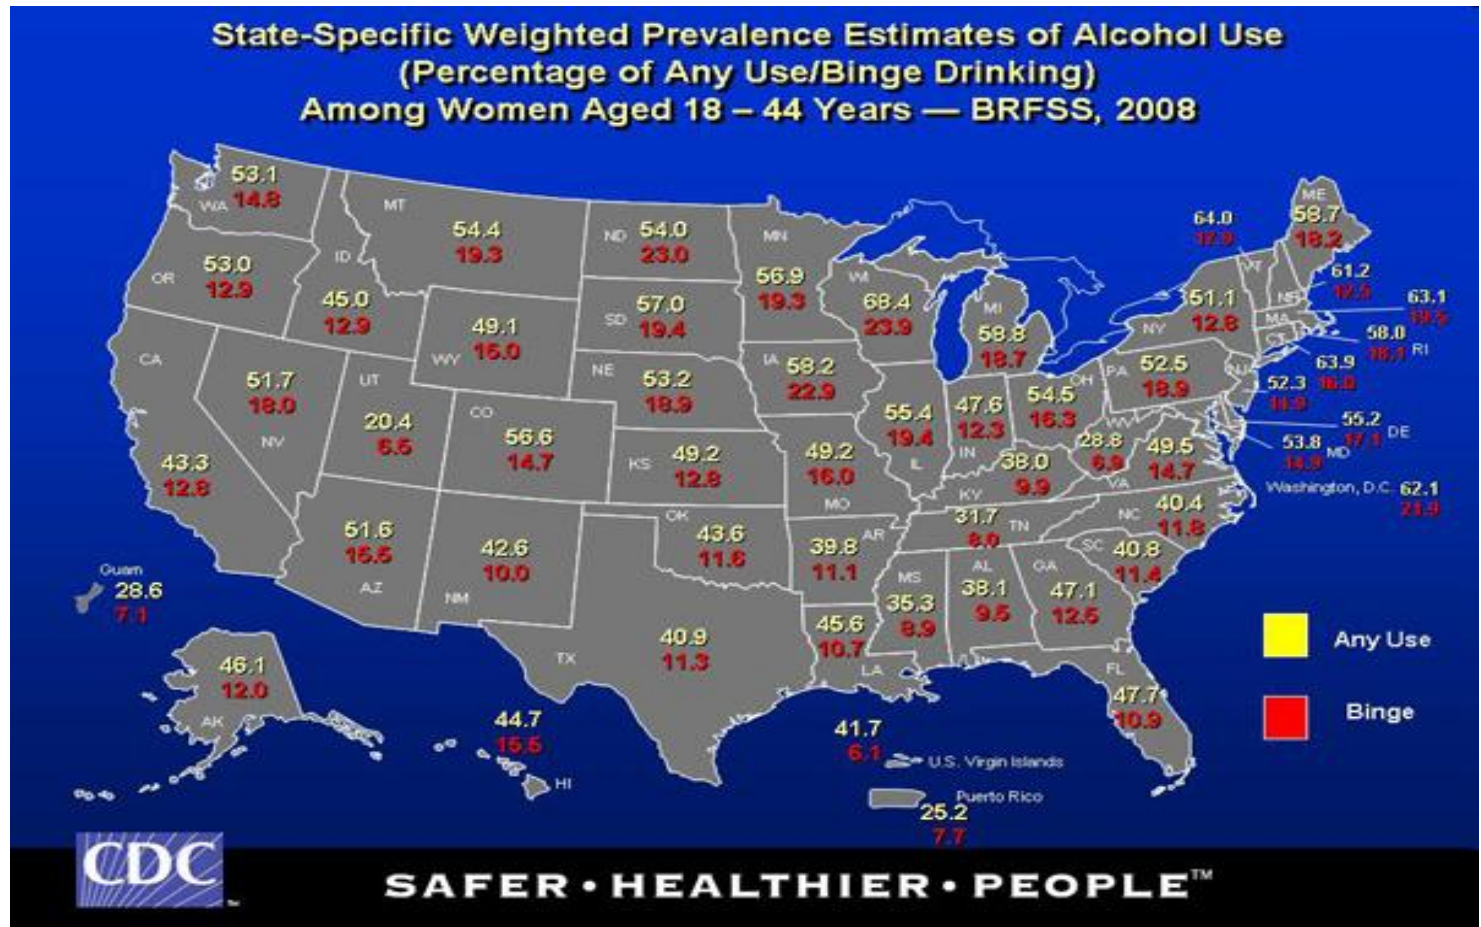 State-Specific Weighted Prevalence Estimates of Alcohol Use
(Percentage of Any Use/Binge Drinking)
Among Women Aged 18 – 44 Years — BRFSS, 2008
53.1
WA 14.8
MT
54.4
19.3
ND 54.0
23.0
MN
56.9
19.3
64.0
ME
58.7
18.2
OR
53.0
12.9
ID
45.0
12.9
49.1
WY 15.0
57.0
SD 19.4
WI
68.4
23.9
MI
58.8
18.7
VT
NH
61.2
51.1
NY 12.8
MA
63.1
58.0
RI
CT
63.9
CA
43.3
12.8
51.7
18.0
NV
UT
20.4
6.5
CO
56.6
14.7
NE
53.2
18.9
IA 58.2
22.9
55.4
19.4
IL
47.6
12.3
IN
OH
54.5
16.3
PA 52.5
18.9
NJ
52.3
55.2
DE
53.8
MD
KS 49.2
12.8
49.2
16.0
MO
38.0
KY 9.9
WV
28.8
6.9
49.5
14.7
VA
Washington, D.C. 62.1
51.6
15.5
AZ
42.6
10.0
NM
OK
43.6
11.6
AR
39.8
11.1
31.7 TN
8.0
NC 40.4
11.8
SC 40.8
11.4
Guam
28.6
7.1
40.9
TX 11.3
45.6
10.7
LA
MS
35.3
8.9
AL
38.1
9.5
GA
47.1
12.5
FL
47.7
10.9
46.1
12.0
AK
44.7
15.5
HI
41.7
6.1
U.S. Virgin Islands
Puerto Rico
25.2
7.7
Any Use
Binge
CDC
SAFER • HEALTHIER • PEOPLE™